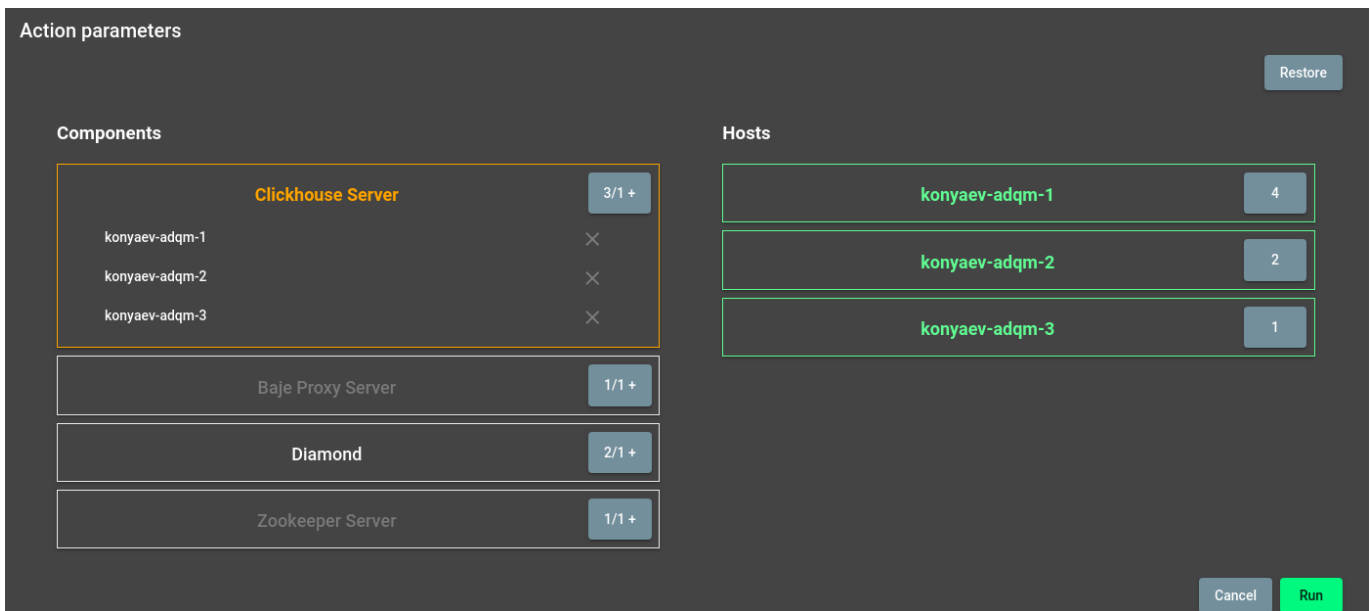 Action parameters
Restore
Components
Clickhouse Server
3/1 +
konyaev-adqm-1
konyaev-adqm-2
konyaev-adqm-3
Baje Proxy Server
1/1 +
Diamond
2/1 +
Zookeeper Server
1/1 +
Hosts
konyaev-adqm-1
4
konyaev-adqm-2
2
konyaev-adqm-3
1
Cancel
Run